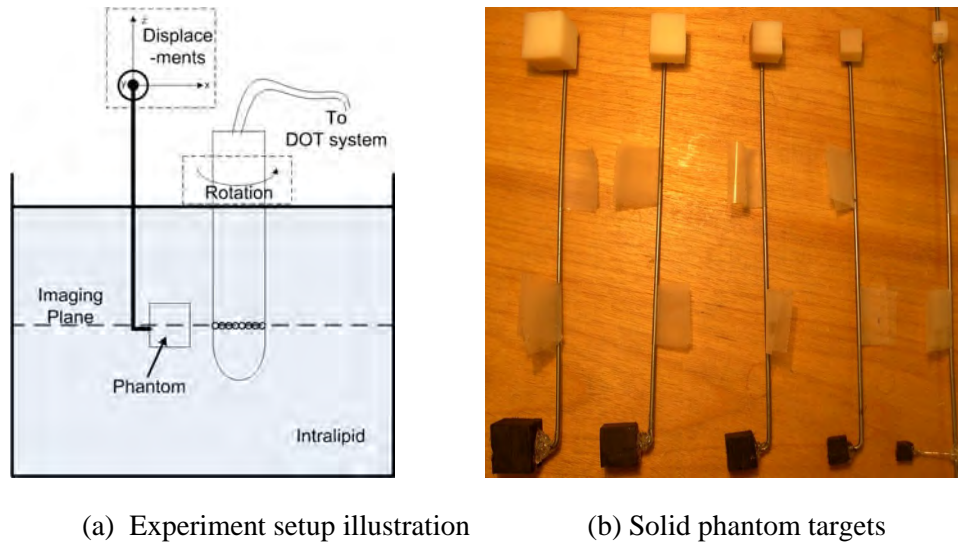 z
Displace
-ments
Y
x
To
DOT system
Rotation
Imaging
Plane
Phantom
Intralipid
(a) Experiment setup illustration
(b) Solid phantom targets